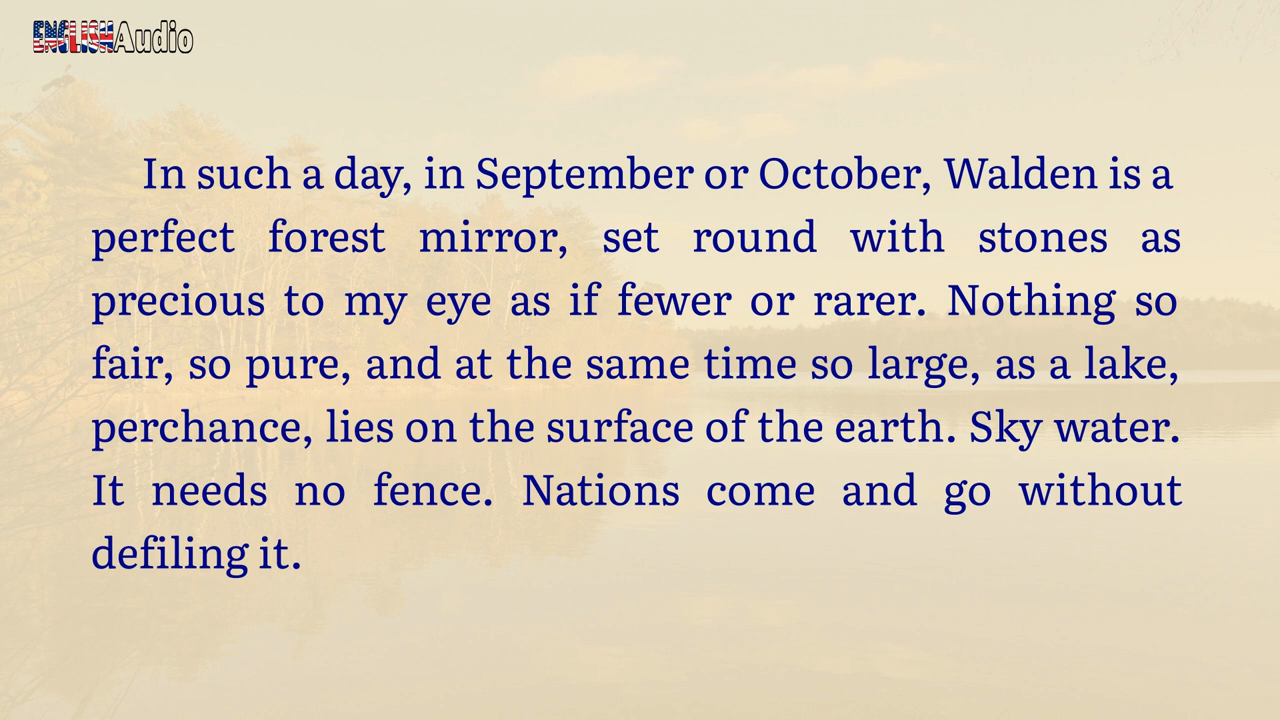 ENGLISHAudio
In such a day, in September or October, Walden is a
perfect forest mirror, set round with stones as
precious to my eye as if fewer or rarer. Nothing so
fair, so pure, and at the same time so large, as a lake,
perchance, lies on the surface of the earth. Sky water.
It needs no fence. Nations come and go without
defiling it.